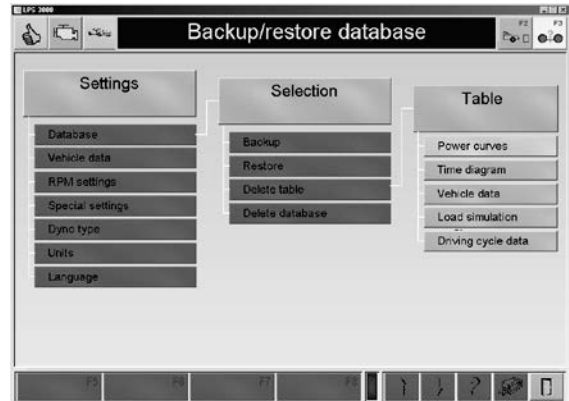 LPS 3000
Backup/restore database
F2
F3
Settings
Database
Vehicle data
RPM settings
Special settings
Dyno type
Units
Language
Selection
Backup
Restore
Delete table
Delete database
Table
Power curves
Time diagram
Vehicle data
Load simulation
Driving cycle data
F5
F6
F7
F8
?